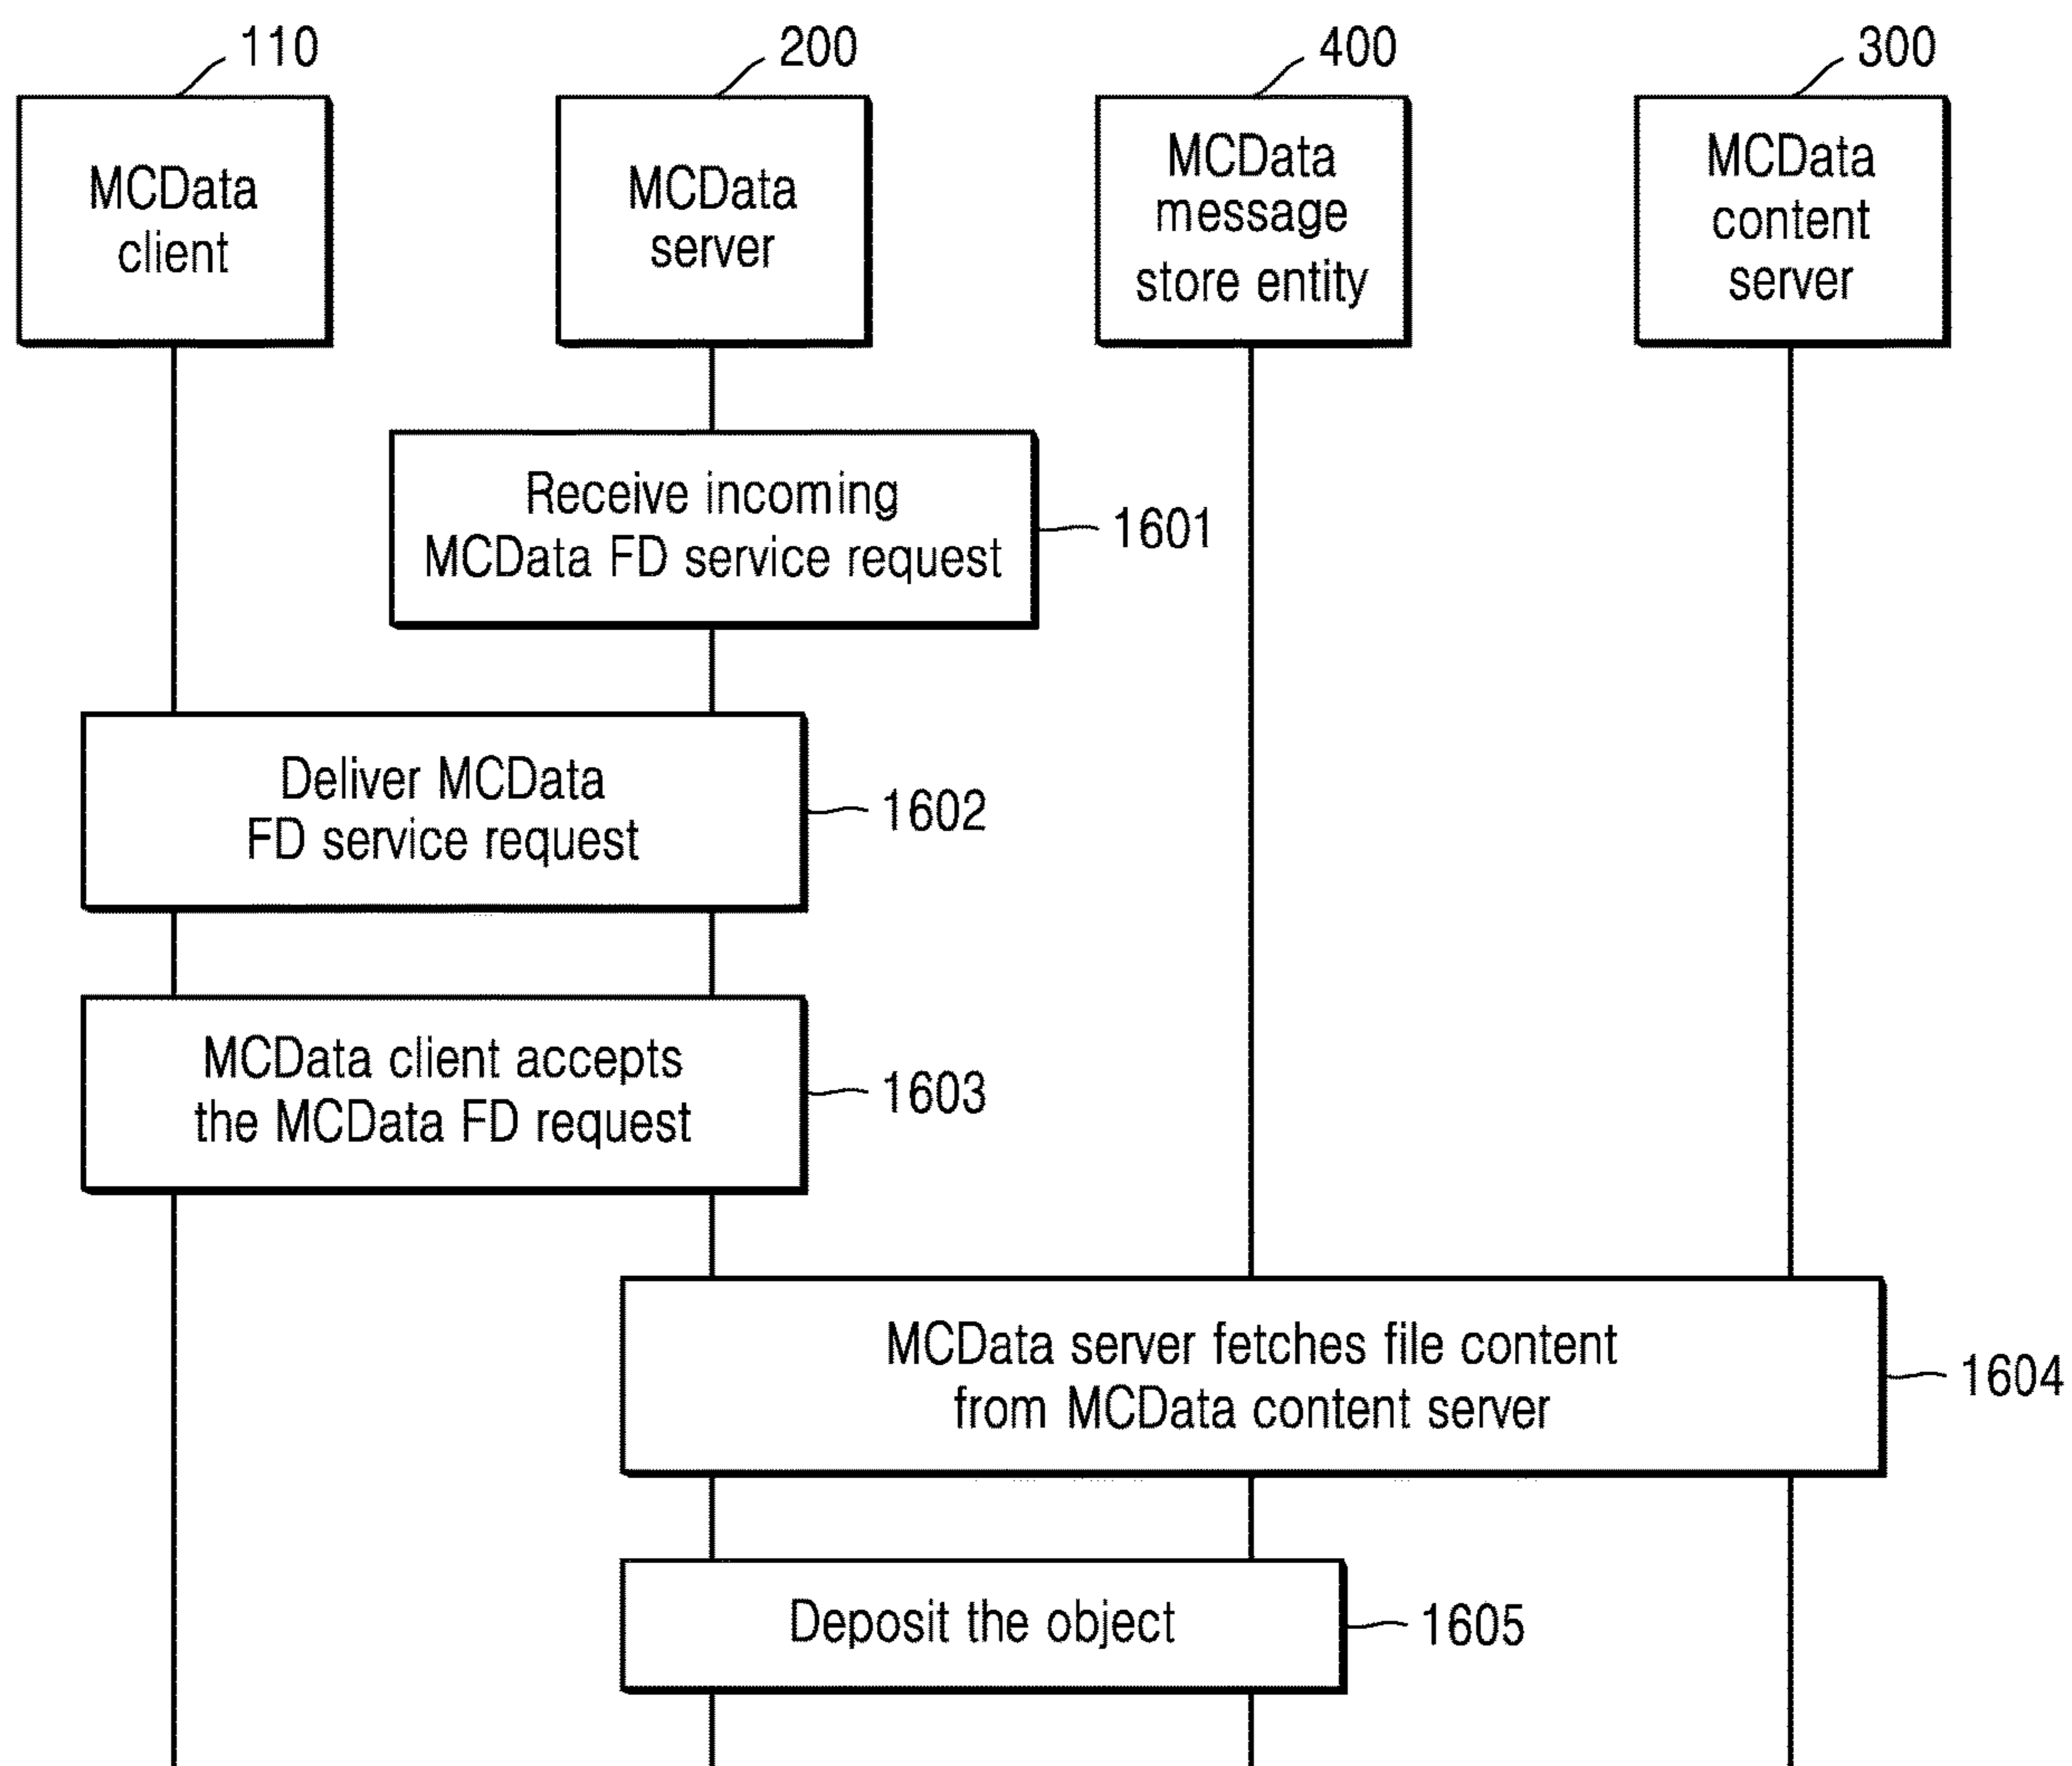 110
200
400
300
MCData
client
MCData
server
MCData
message
store entity
MCData
content
server
Receive incoming
MCData FD service request
1601
Deliver MCData
FD service request
1602
MCData client accepts
the MCData FD request
1603
MCData server fetches file content
from MCData content server
1604
Deposit the object
1605